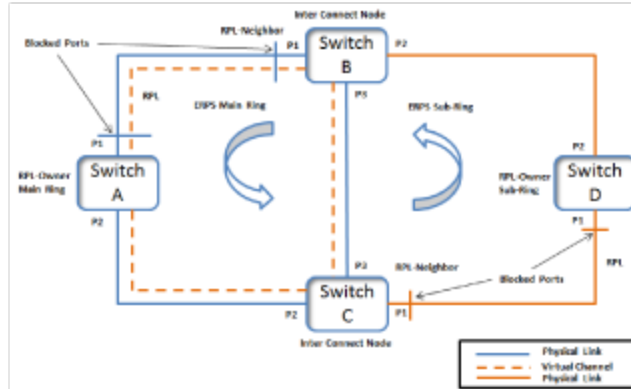 Inter Connect Node
RPL-Neighbor
Blocked Ports
P1
Switch
B
P2
RPL
ERPS Main Ring
P3
ERPS Sub-Ring
P1
P2
RPL-Owner
Main Ring
Switch
A
RPL-Owner
Sub-Ring
Switch
D
P2
P1
P3
RPL-Neighbor
Blocked Ports
RPL
P2
Switch
C
P1
Inter Connect Node
Physical Link
Virtual Channel
Physical Link